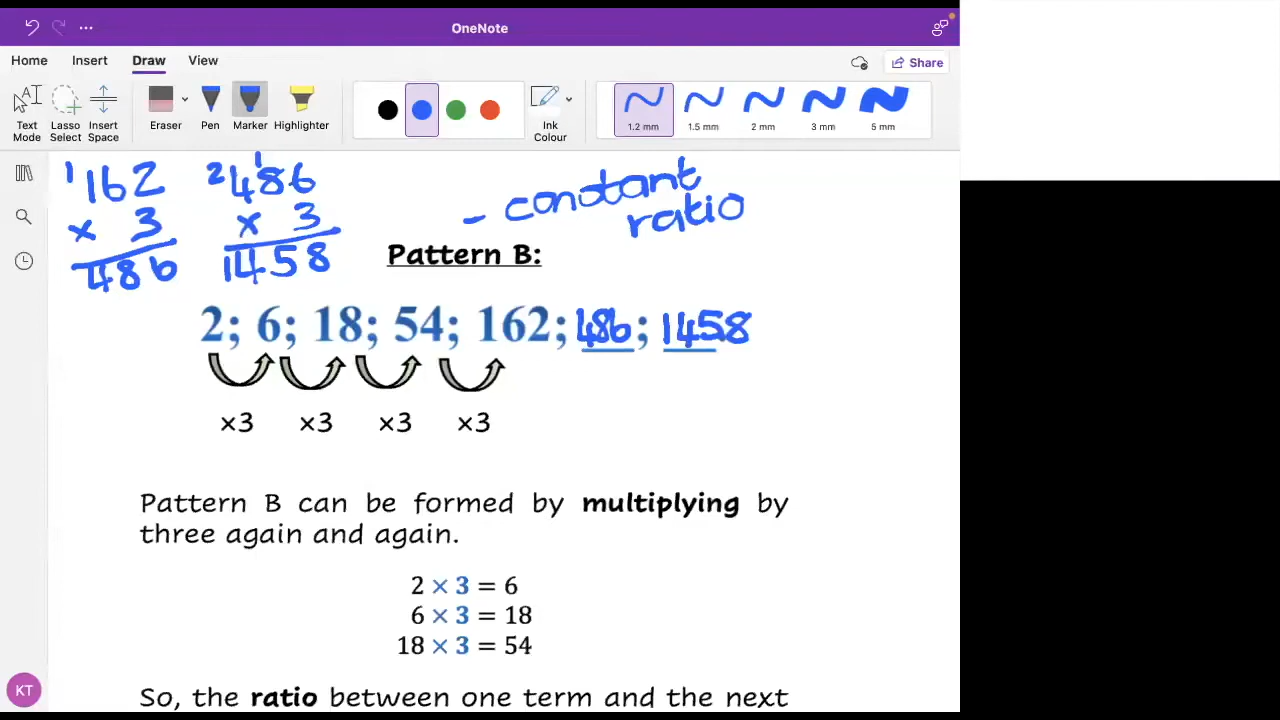 OneNote
Home Insert Draw View Share
Text Mode
Lasso Select
Insert Space
Eraser
Pen
Marker
Highlighter
Ink Colour
1.2 mm
1.5 mm
2 mm
3 mm
5 mm
1 162
× 3
486
2 1 486
× 3
1458
- constant
ratio
Pattern B:
2; 6; 18; 54; 162; 486; 1458
×3 ×3 ×3 ×3
Pattern B can be formed by multiplying by
three again and again.
2 × 3 = 6
6 × 3 = 18
18 × 3 = 54
So, the ratio between one term and the next
KT